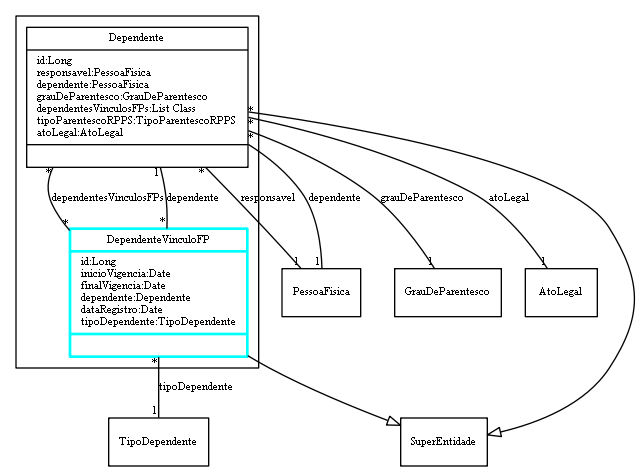 Dependente
id:Long
responsavel:PessoaFisica
dependente:PessoaFisica
grauDeParentesco:GrauDeParentesco
dependentesVinculosFPs:List Class
tipoParentescoRPPS:TipoParentescoRPPS
atoLegal:AtoLegal
* 1 * * * *
dependentesVinculosFPs dependente responsavel dependente grauDeParentesco atoLegal
* * 1 1 1 1
DependenteVinculoFP
id:Long
inicioVigencia:Date
finalVigencia:Date
dependente:Dependente
dataRegistro:Date
tipoDependente:TipoDependente
PessoaFisica GrauDeParentesco AtoLegal
*
tipoDependente
1
TipoDependente SuperEntidade